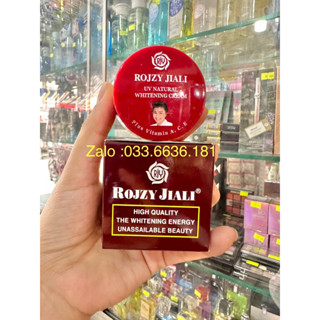 ROJZY JIALI
UV NATURAL
WHITENING CREAM
Plus Vitamin A, C, E
Zalo :033.6636.181
ROJZY JIALI®
HIGH QUALITY
THE WHITENING ENERGY
UNASSAILABLE BEAUTY